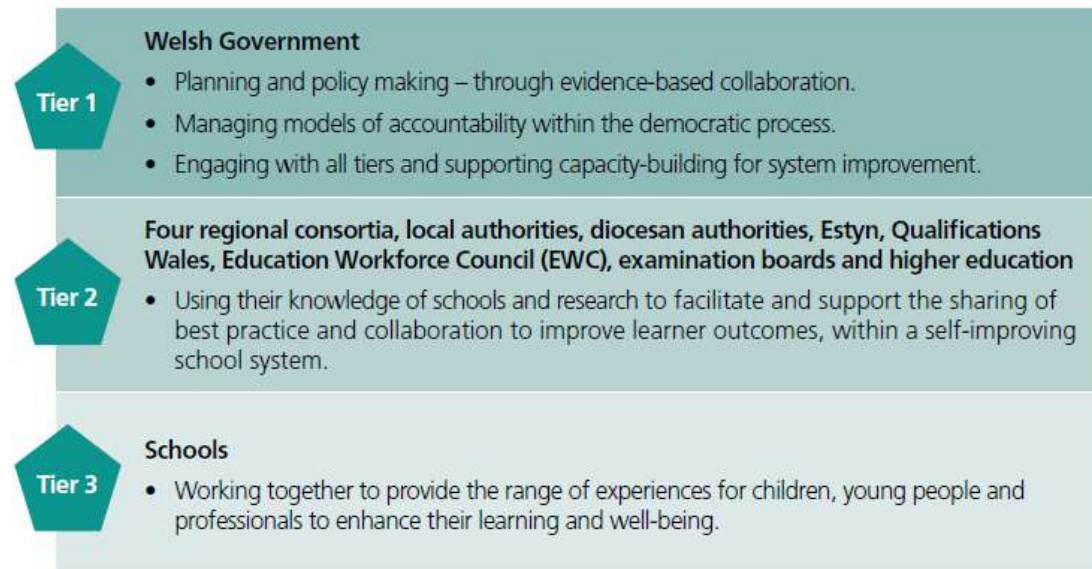 Tier 1
Welsh Government
• Planning and policy making – through evidence-based collaboration.
• Managing models of accountability within the democratic process.
• Engaging with all tiers and supporting capacity-building for system improvement.
Tier 2
Four regional consortia, local authorities, diocesan authorities, Estyn, Qualifications
Wales, Education Workforce Council (EWC), examination boards and higher education
• Using their knowledge of schools and research to facilitate and support the sharing of
best practice and collaboration to improve learner outcomes, within a self-improving
school system.
Tier 3
Schools
• Working together to provide the range of experiences for children, young people and
professionals to enhance their learning and well-being.